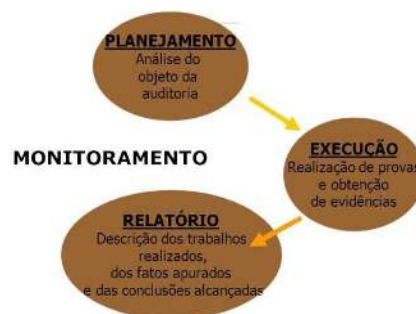 PLANEJAMENTO
Análise do
objeto da
auditoria
EXECUÇÃO
Realização de provas
e obtenção
de evidências
MONITORAMENTO
RELATÓRIO
Descrição dos trabalhos
realizados,
dos fatos apurados
e das conclusões alcançadas